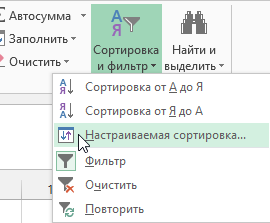 Автосумма
Заполнить
Очистить
Сортировка
и фильтр
Найти и
выделить
Сортировка от А до Я
Сортировка от Я до А
Настраиваемая сортировка...
Фильтр
Очистить
Повторить